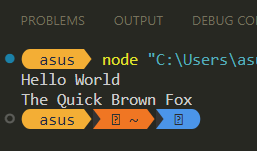 PROBLEMS OUTPUT DEBUG CO
asus node "C:\Users\as
Hello World
The Quick Brown Fox
asus ~